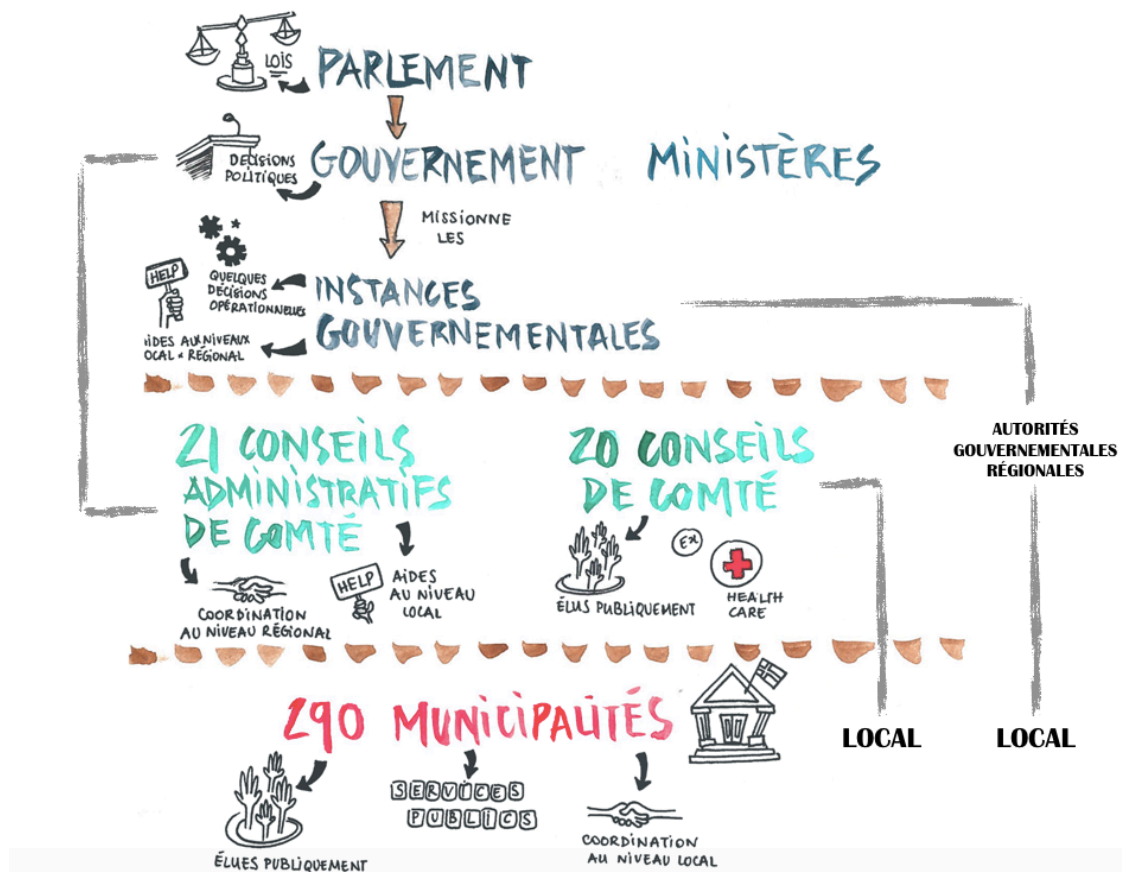 LOIS
PARLEMENT
DÉCISIONS
POLITIQUES
GOUVERNEMENT
MINISTÈRES
MISSIONNE
LES
HELP
QUELQUES
DÉCISIONS
OPÉRATIONNELLES
INSTANCES
GOUVERNEMENTALES
IIDES AUX NIVEAUX
OCAL & RÉGIONAL
AUTORITÉS
GOUVERNEMENTALES
RÉGIONALES
21 CONSEILS
ADMINISTRATIFS
DE COMTÉ
20 CONSEILS
DE COMTÉ
COORDINATION
AU NIVEAU RÉGIONAL
HELP
AIDES
AU NIVEAU
LOCAL
ÉLUS PUBLIQUEMENT
Ex
HEALTH
CARE
290 MUNICIPALITÉS
LOCAL
LOCAL
ÉLUES PUBLIQUEMENT
SERVICES
PUBLICS
COORDINATION
AU NIVEAU LOCAL